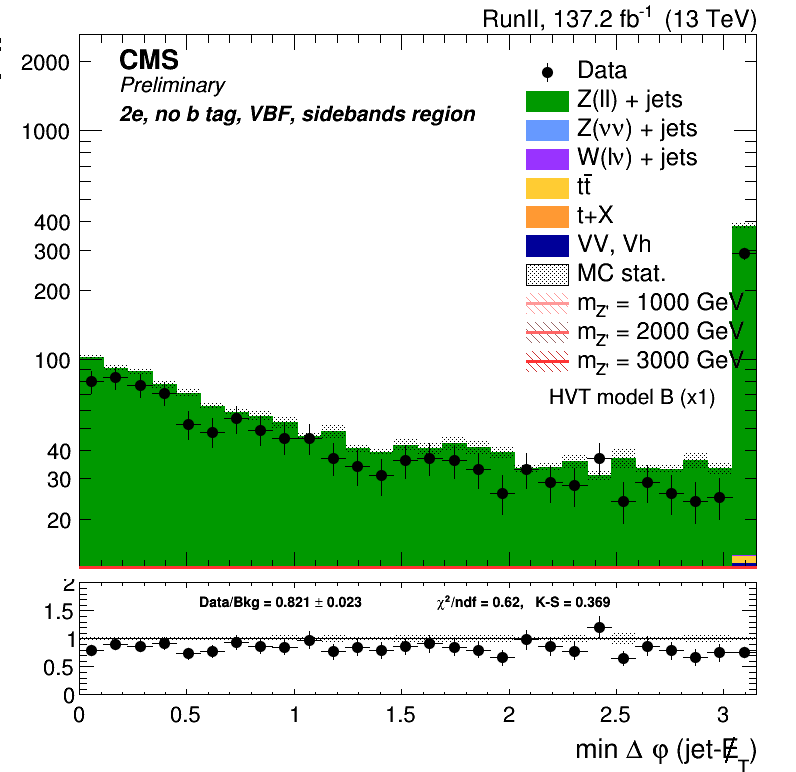 RunII, 137.2 fb⁻¹ (13 TeV)
CMS
Preliminary
2e, no b tag, VBF, sidebands region
Data
Z(ll) + jets
Z(νν) + jets
W(lν) + jets
tt̄
t+X
VV, Vh
MC stat.
m_Z' = 1000 GeV
m_Z' = 2000 GeV
m_Z' = 3000 GeV
HVT model B (x1)
2000
1000
400
300
200
100
40
30
20
Data/Bkg = 0.821 ± 0.023 χ²/ndf = 0.62, K-S = 0.369
2
1.5
1
0.5
0
0 0.5 1 1.5 2 2.5 3
min Δ φ (jet-E̸_T)